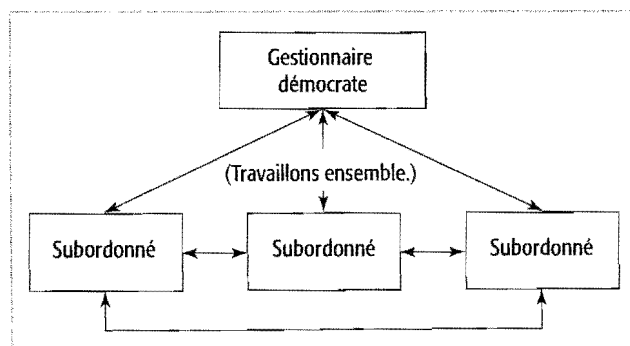 Gestionnaire
démocrate
(Travaillons ensemble.)
Subordonné Subordonné Subordonné